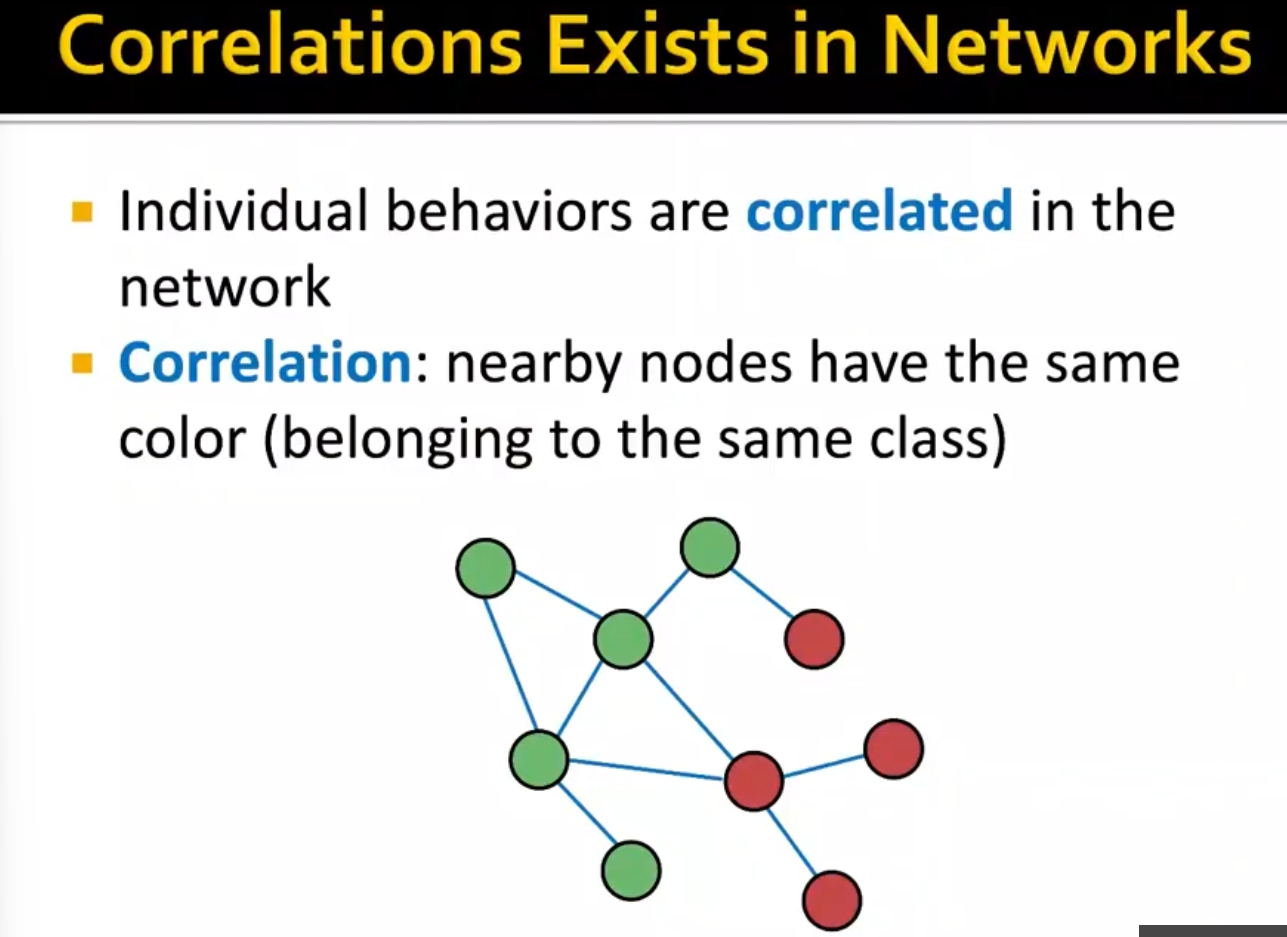 Correlations Exists in Networks
Individual behaviors are correlated in the
network
Correlation: nearby nodes have the same
color (belonging to the same class)